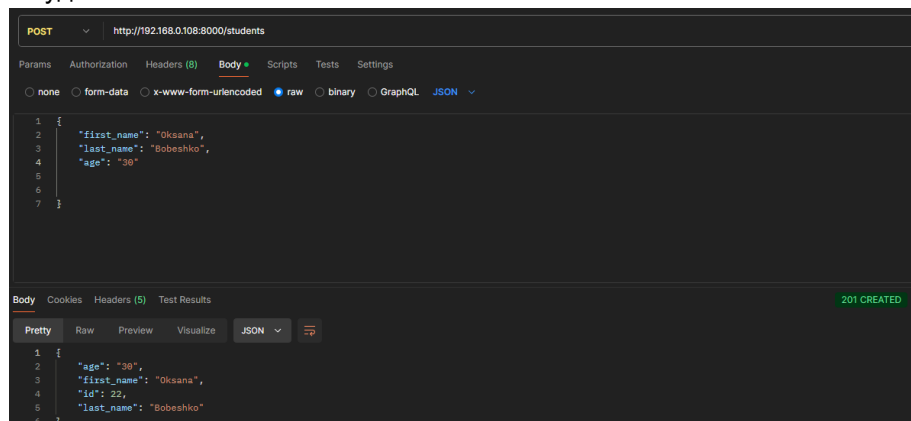 POST http://192.168.0.108:8000/students
Params Authorization Headers (8) Body Scripts Tests Settings
none form-data x-www-form-urlencoded raw binary GraphQL JSON
1 {
2 "first_name": "Oksana",
3 "last_name": "Bobeshko",
4 "age": "30"
5
6
7 }
Body Cookies Headers (5) Test Results 201 CREATED
Pretty Raw Preview Visualize JSON
1 {
2 "age": "30",
3 "first_name": "Oksana",
4 "id": 22,
5 "last_name": "Bobeshko"